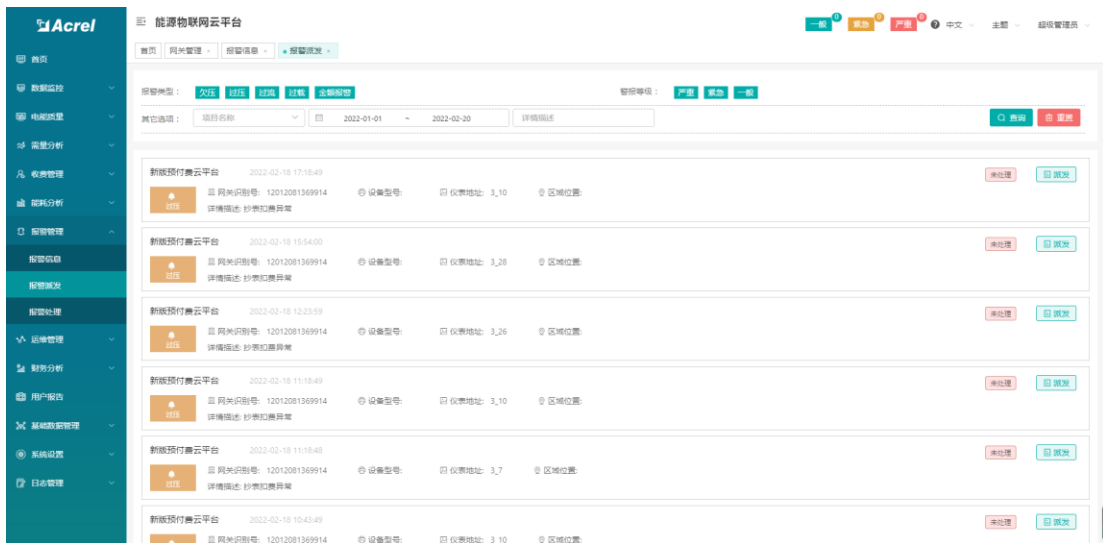 Acrel
首页
数据监控
电能质量
需量分析
收费管理
能耗分析
报警管理
报警信息
报警派发
报警处理
运维管理
财务分析
用户报告
基础数据管理
系统设置
日志管理
能源物联网云平台
一般 0 紧急 0 严重 0 中文 主题 超级管理员
首页 网关管理 × 报警信息 × 报警派发 ×
报警类型： 欠压 过压 过流 过载 金额报警 警报等级： 严重 紧急 一般
其它选项： 项目名称 2022-01-01 ~ 2022-02-20 详情描述 查询 重置
新版预付费云平台 2022-02-18 17:18:49 未处理 派发
过压 网关识别号: 12012081369914 设备型号: 仪表地址: 3_10 区域位置:
详情描述: 抄表扣费异常
新版预付费云平台 2022-02-18 15:54:00 未处理 派发
过压 网关识别号: 12012081369914 设备型号: 仪表地址: 3_28 区域位置:
详情描述: 抄表扣费异常
新版预付费云平台 2022-02-18 12:23:59 未处理 派发
过压 网关识别号: 12012081369914 设备型号: 仪表地址: 3_26 区域位置:
详情描述: 抄表扣费异常
新版预付费云平台 2022-02-18 11:18:49 未处理 派发
过压 网关识别号: 12012081369914 设备型号: 仪表地址: 3_10 区域位置:
详情描述: 抄表扣费异常
新版预付费云平台 2022-02-18 11:18:48 未处理 派发
过压 网关识别号: 12012081369914 设备型号: 仪表地址: 3_7 区域位置:
详情描述: 抄表扣费异常
新版预付费云平台 2022-02-18 10:43:49 未处理 派发
网关识别号: 12012081369914 设备型号: 仪表地址: 3_10 区域位置: